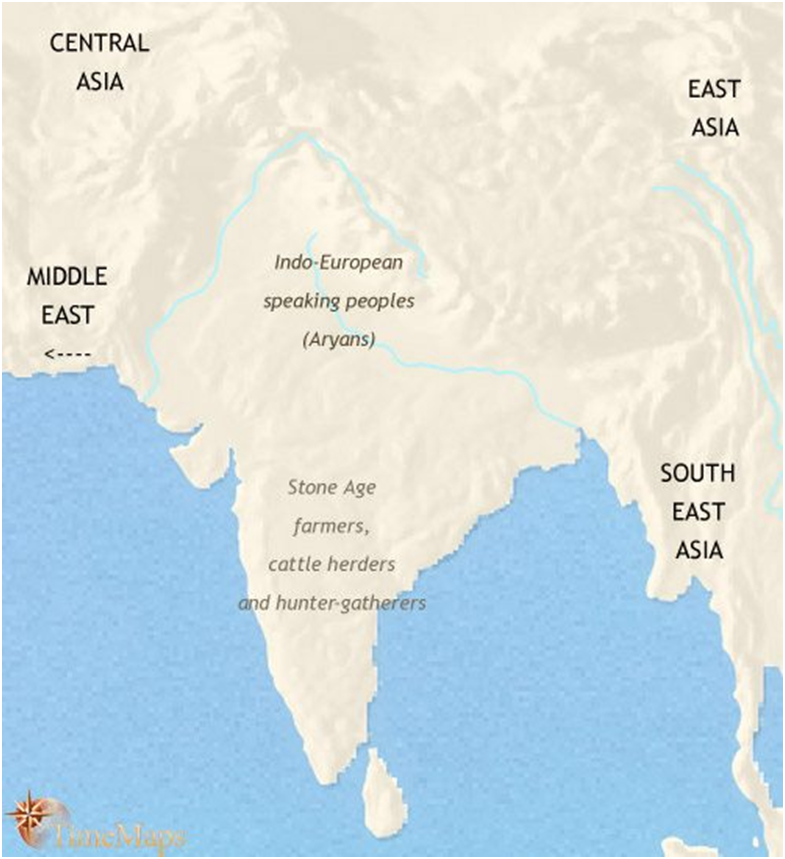 CENTRAL
ASIA
EAST
ASIA
MIDDLE
EAST
<----
Indo-European
speaking peoples
(Aryans)
Stone Age
farmers,
cattle herders
and hunter-gatherers
SOUTH
EAST
ASIA
TimeMaps